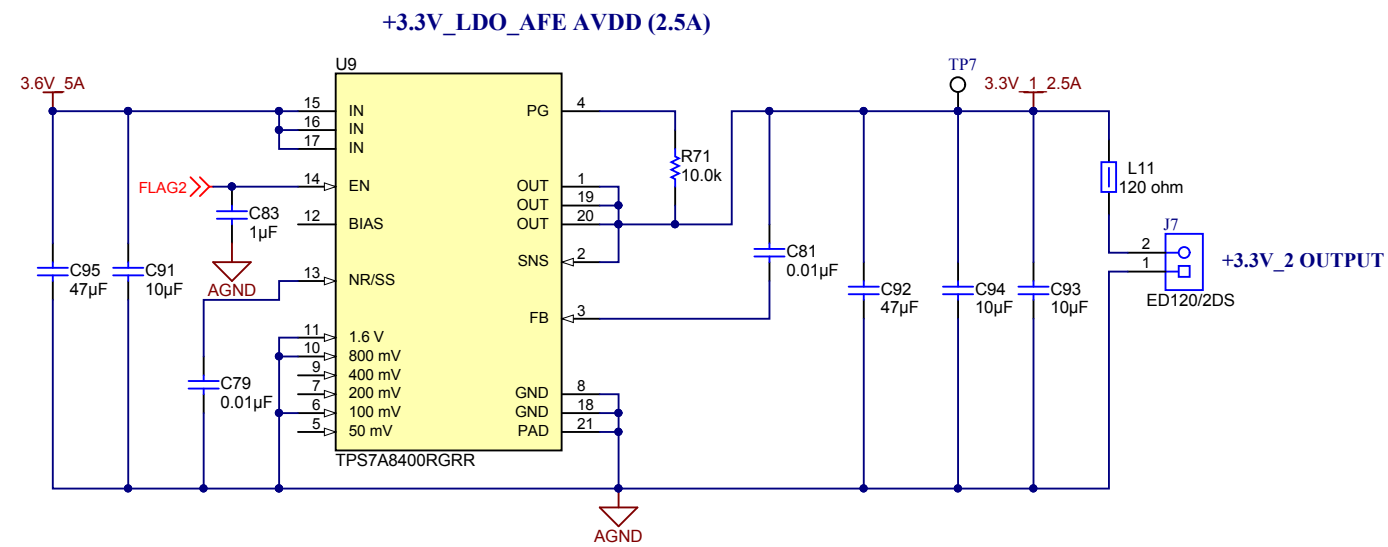 +3.3V_LDO_AFE AVDD (2.5A)
U9
TP7
3.6V_5A
3.3V_1_2.5A
15 IN
16 IN
17 IN
PG 4
R71
10.0k
FLAG2
14 EN
OUT 1
OUT 19
OUT 20
L11
120 ohm
C83
1µF
12 BIAS
AGND
SNS 2
C81
0.01µF
J7
2
1
+3.3V_2 OUTPUT
ED120/2DS
C95
47µF
C91
10µF
13 NR/SS
FB 3
C92
47µF
C94
10µF
C93
10µF
11 1.6 V
10 800 mV
9 400 mV
7 200 mV
6 100 mV
5 50 mV
C79
0.01µF
GND 8
GND 18
PAD 21
TPS7A8400RGRR
AGND